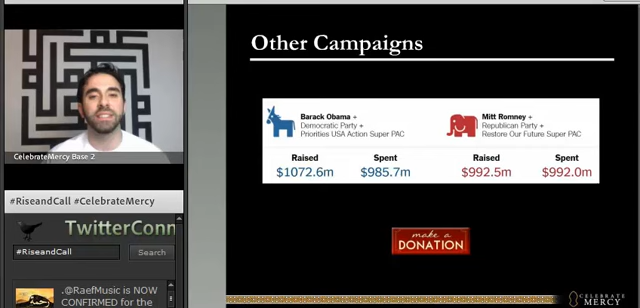 Other Campaigns
Barack Obama +
Democratic Party +
Priorities USA Action Super PAC
Mitt Romney +
Republican Party +
Restore Our Future Super PAC
Raised Spent Raised Spent
$1072.6m $985.7m $992.5m $992.0m
make a
DONATION
CELEBRATE
MERCY
CelebrateMercy Base 2
#RiseandCall #CelebrateMercy
TwitterConn
#RiseandCall Search
.@RaefMusic is NOW
CONFIRMED for the